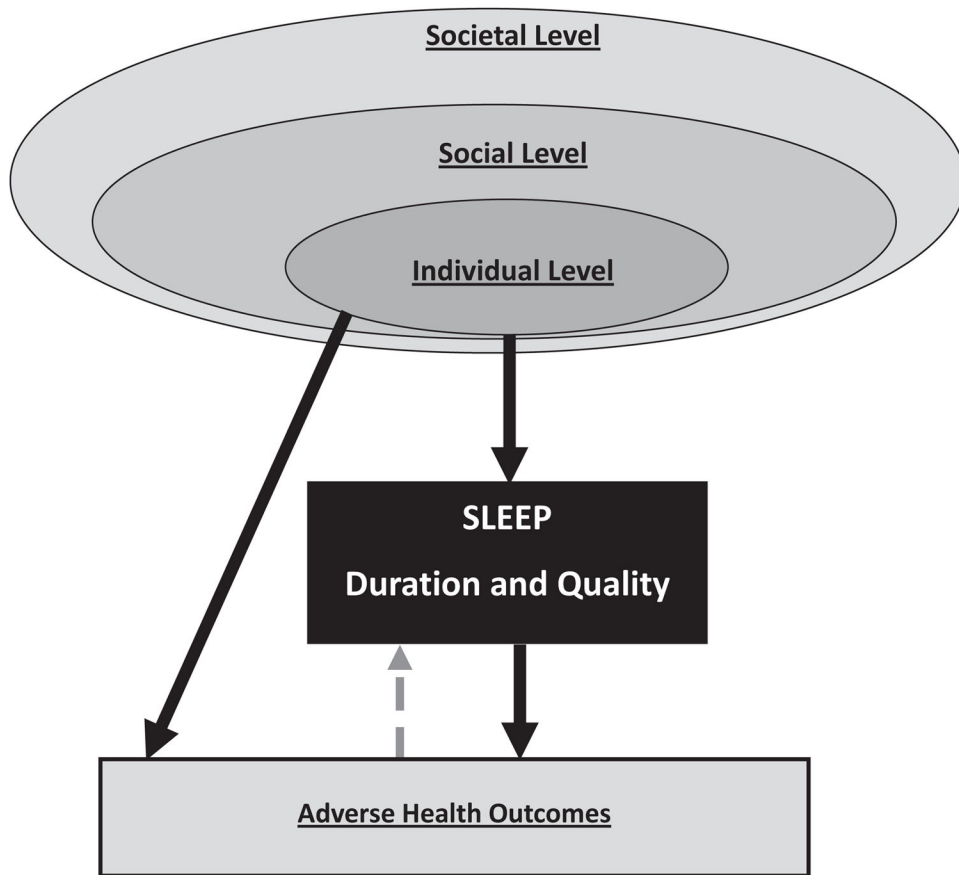 Societal Level
Social Level
Individual Level
SLEEP
Duration and Quality
Adverse Health Outcomes